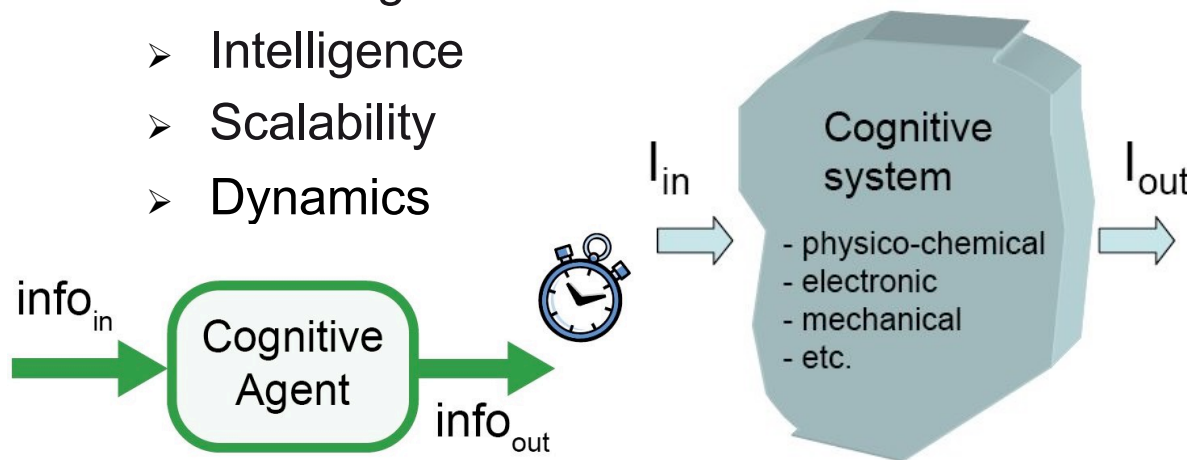 ➢ Intelligence
➢ Scalability
➢ Dynamics
info_in
Cognitive
Agent
info_out
I_in
Cognitive
system
- physico-chemical
- electronic
- mechanical
- etc.
I_out